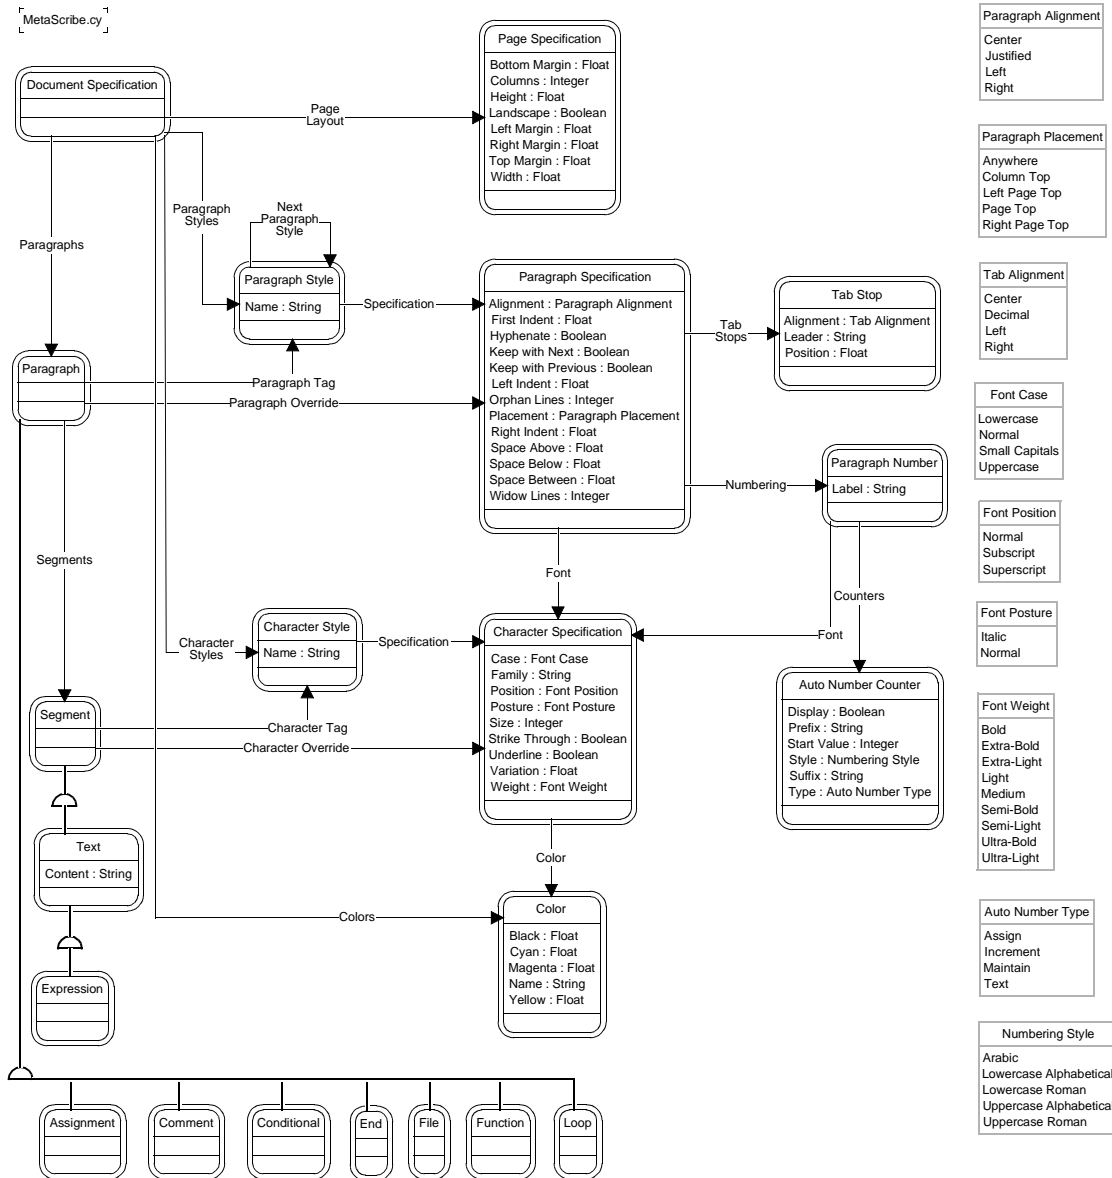 MetaScribe.cy
Document Specification
Page
Layout
Page Specification
Bottom Margin : Float
Columns : Integer
Height : Float
Landscape : Boolean
Left Margin : Float
Right Margin : Float
Top Margin : Float
Width : Float
Paragraph
Styles
Next
Paragraph
Style
Paragraphs
Paragraph Style
Name : String
Specification
Paragraph Specification
Alignment : Paragraph Alignment
First Indent : Float
Hyphenate : Boolean
Keep with Next : Boolean
Keep with Previous : Boolean
Left Indent : Float
Orphan Lines : Integer
Placement : Paragraph Placement
Right Indent : Float
Space Above : Float
Space Below : Float
Space Between : Float
Widow Lines : Integer
Tab
Stops
Tab Stop
Alignment : Tab Alignment
Leader : String
Position : Float
Paragraph
Paragraph Tag
Paragraph Override
Numbering
Paragraph Number
Label : String
Segments
Font
Counters
Font
Character
Styles
Character Style
Name : String
Specification
Character Specification
Case : Font Case
Family : String
Position : Font Position
Posture : Font Posture
Size : Integer
Strike Through : Boolean
Underline : Boolean
Variation : Float
Weight : Font Weight
Auto Number Counter
Display : Boolean
Prefix : String
Start Value : Integer
Style : Numbering Style
Suffix : String
Type : Auto Number Type
Segment
Character Tag
Character Override
Text
Content : String
Color
Colors
Color
Black : Float
Cyan : Float
Magenta : Float
Name : String
Yellow : Float
Expression
Assignment
Comment
Conditional
End
File
Function
Loop
Paragraph Alignment
Center
Justified
Left
Right
Paragraph Placement
Anywhere
Column Top
Left Page Top
Page Top
Right Page Top
Tab Alignment
Center
Decimal
Left
Right
Font Case
Lowercase
Normal
Small Capitals
Uppercase
Font Position
Normal
Subscript
Superscript
Font Posture
Italic
Normal
Font Weight
Bold
Extra-Bold
Extra-Light
Light
Medium
Semi-Bold
Semi-Light
Ultra-Bold
Ultra-Light
Auto Number Type
Assign
Increment
Maintain
Text
Numbering Style
Arabic
Lowercase Alphabetical
Lowercase Roman
Uppercase Alphabetical
Uppercase Roman